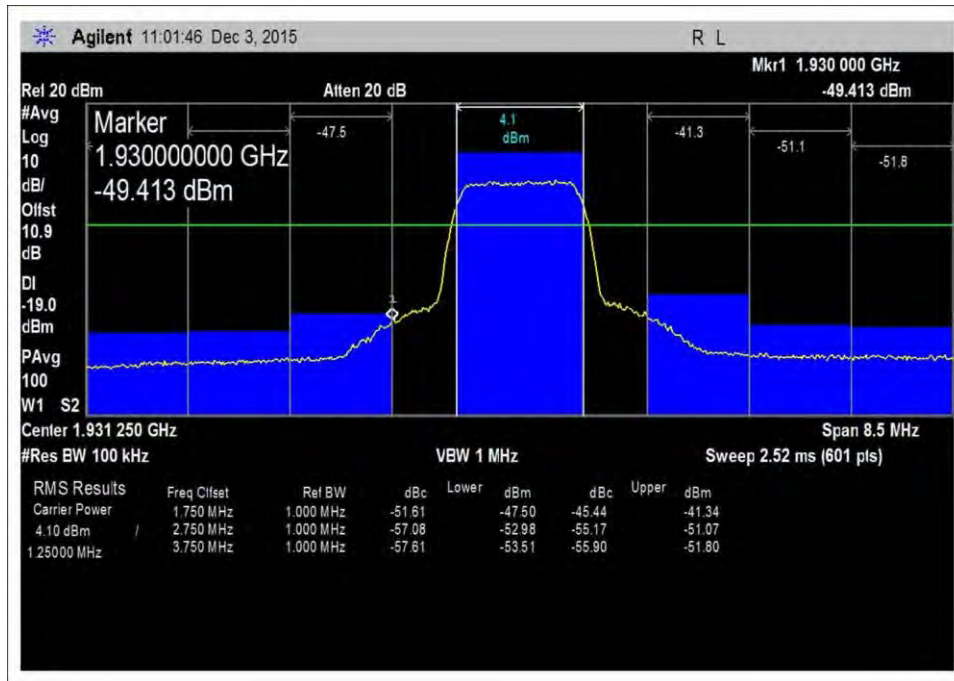 Agilent 11:01:46 Dec 3, 2015
R L
Mkr1 1.930 000 GHz
Rel 20 dBm Atten 20 dB -49.413 dBm
#Avg
Log
10
dB/
Offst
10.9
dB
DI
-19.0
dBm
PAvg
100
W1 S2
Marker
1.930000000 GHz
-49.413 dBm
-47.5
4.1
dBm
-41.3
-51.1
-51.8
1
Center 1.931 250 GHz Span 8.5 MHz
#Res BW 100 kHz VBW 1 MHz Sweep 2.52 ms (601 pts)
RMS Results Freq Offset Ref BW dBc Lower dBm dBc Upper dBm
Carrier Power 1.750 MHz 1.000 MHz -51.61 -47.50 -45.44 -41.34
4.10 dBm / 2.750 MHz 1.000 MHz -57.08 -52.98 -55.17 -51.07
1.25000 MHz 3.750 MHz 1.000 MHz -57.61 -53.51 -55.90 -51.80